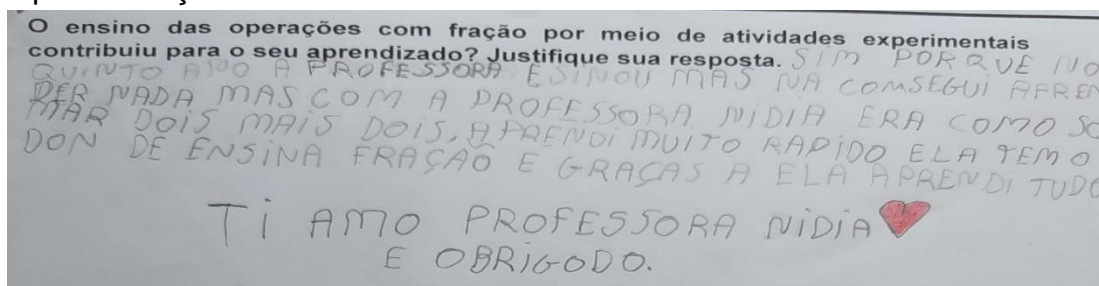 O ensino das operações com fração por meio de atividades experimentais
contribuiu para o seu aprendizado? Justifique sua resposta. SIM PORQUE NO
QUINTO ANO A PROFESSORA ESINOU MAS NA COMSEGUI APREN
DER NADA MAS COM A PROFESSORA NIDIA ERA COMO SO
MAR DOIS MAIS DOIS, APRENDI MUITO RAPIDO ELA TEM O
DON DE ENSINA FRAÇÃO E GRAÇAS A ELA APRENDI TUDO
TI AMO PROFESSORA NIDIA
E OBRIGODO.